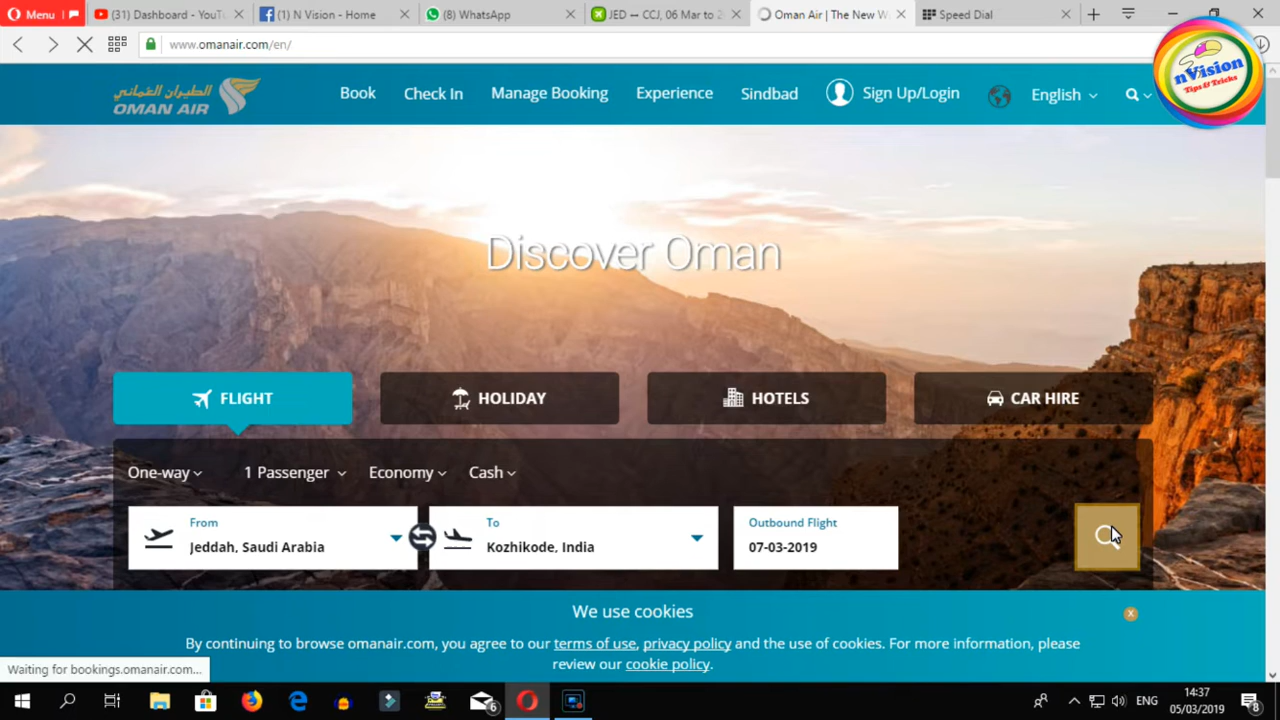 Menu
(31) Dashboard - YouTu
(1) N Vision - Home
(8) WhatsApp
JED — CCJ, 06 Mar to 2
Oman Air | The New W
Speed Dial
www.omanair.com/en/
nVision
Tips & Tricks
الطيران العماني
OMAN AIR
Book
Check In
Manage Booking
Experience
Sindbad
Sign Up/Login
English
Discover Oman
FLIGHT
HOLIDAY
HOTELS
CAR HIRE
One-way
1 Passenger
Economy
Cash
From
Jeddah, Saudi Arabia
To
Kozhikode, India
Outbound Flight
07-03-2019
We use cookies
x
By continuing to browse omanair.com, you agree to our terms of use, privacy policy and the use of cookies. For more information, please
review our cookie policy.
Waiting for bookings.omanair.com...
6
ENG
14:37
05/03/2019
8